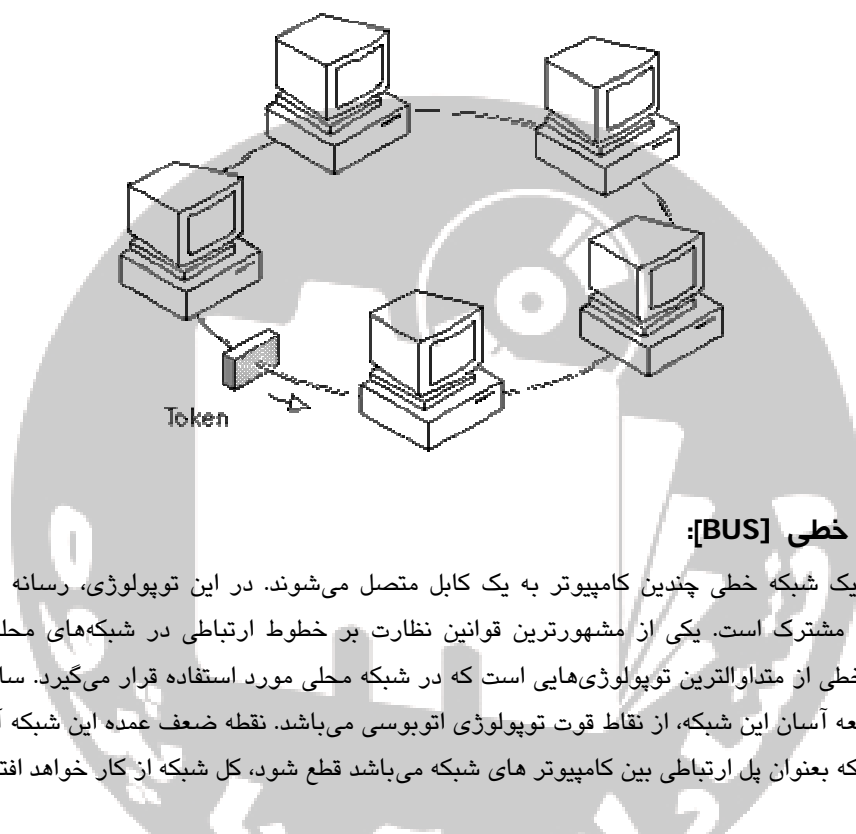 Token
خطی [BUS]:
یک شبکه خطی چندین کامپیوتر به یک کابل متصل می‌شوند. در این توپولوژی، رسانه
مشترک است. یکی از مشهورترین قوانین نظارت بر خطوط ارتباطی در شبکه‌های
خطی از متداولترین توپولوژی‌هایی است که در شبکه محلی مورد استفاده قرار می‌گیرد.
آسان این شبکه، از نقاط قوت توپولوژی اتوبوسی می‌باشد. نقطه ضعف عمده این شبکه
که بعنوان پل ارتباطی بین کامپیوتر های شبکه می‌باشد قطع شود، کل شبکه از کار خواهد